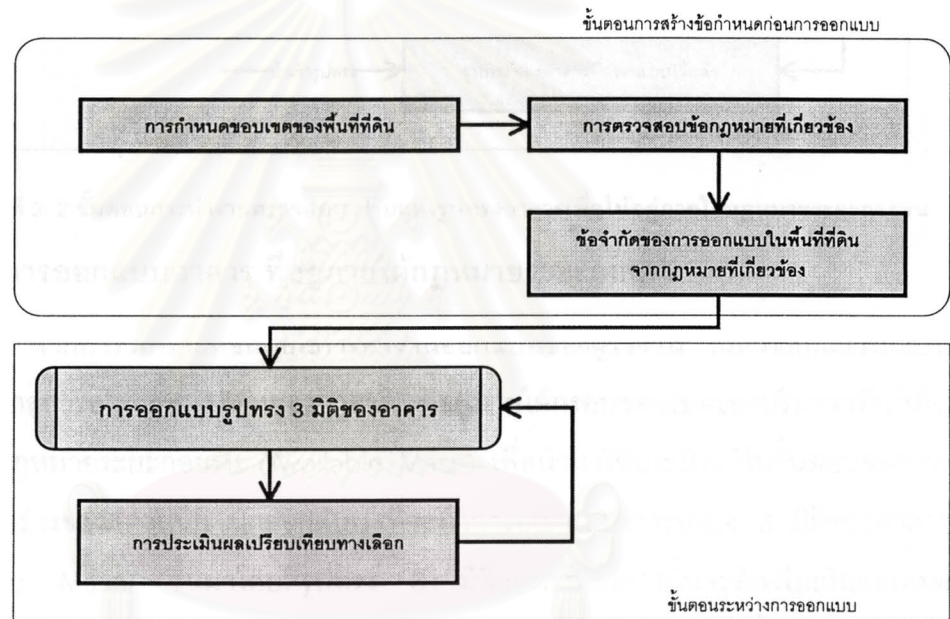 ขั้นตอนการสร้างข้อกำหนดก่อนการออกแบบ
การกำหนดขอบเขตของพื้นที่ที่ดิน
การตรวจสอบข้อกฎหมายที่เกี่ยวข้อง
ข้อจำกัดของการออกแบบในพื้นที่ที่ดิน
จากกฎหมายที่เกี่ยวข้อง
การออกแบบรูปทรง 3 มิติของอาคาร
การประเมินผลเปรียบเทียบทางเลือก
ขั้นตอนระหว่างการออกแบบ